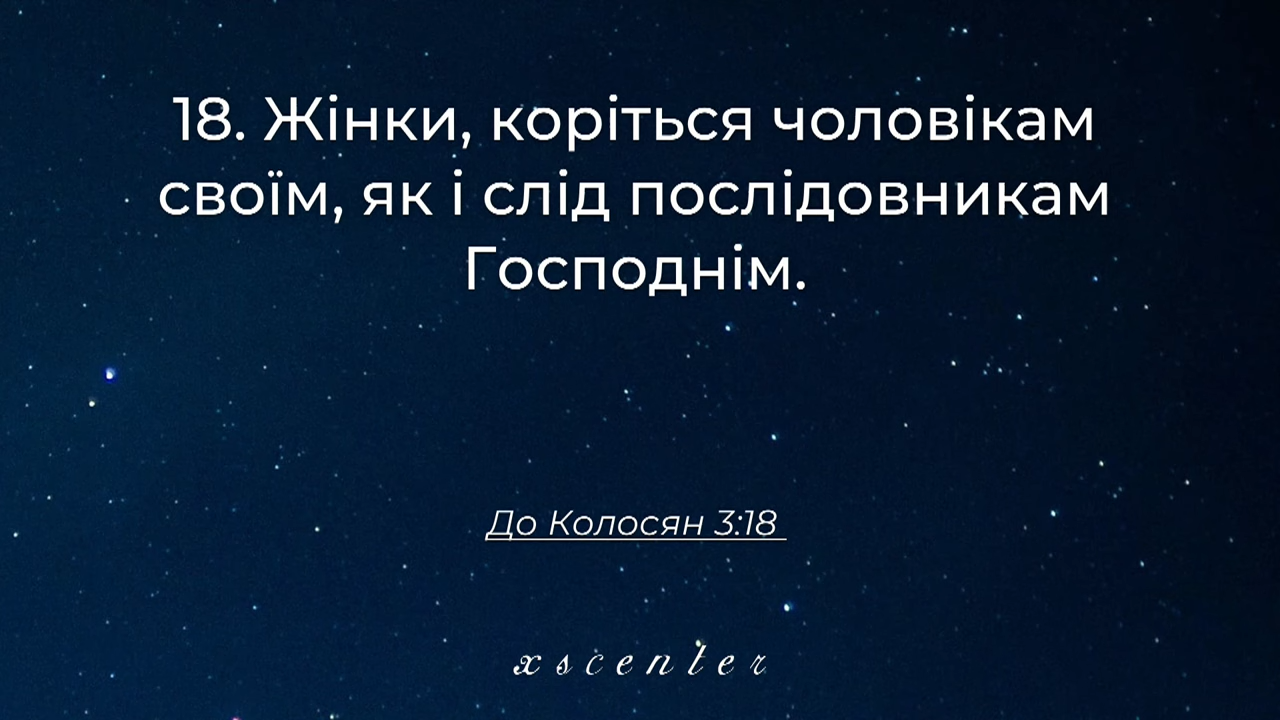 18. Жінки, коріться чоловікам
своїм, як і слід послідовникам
Господнім.
До Колосян 3:18
xscenter